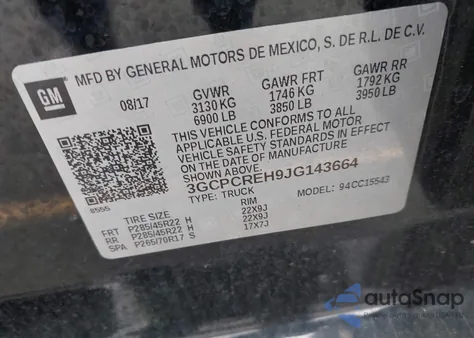 MFD BY GENERAL MOTORS DE MEXICO, S. DE R.L. DE C.V.
GM
08/17 GVWR GAWR FRT GAWR RR
3130 KG 1746 KG 1792 KG
6900 LB 3850 LB 3950 LB
THIS VEHICLE CONFORMS TO ALL
APPLICABLE U.S. FEDERAL MOTOR
VEHICLE SAFETY STANDARDS IN EFFECT
ON THE DATE OF MANUFACTURE
SHOWN ABOVE.
3GCPCREH9JG143664
8555 TYPE: TRUCK MODEL: 94CC15543
TIRE SIZE RIM
FRT P285/45R22 H 22X9J
RR P285/45R22 H 22X9J
SPA P265/70R17 S 17X7J
autoSnap